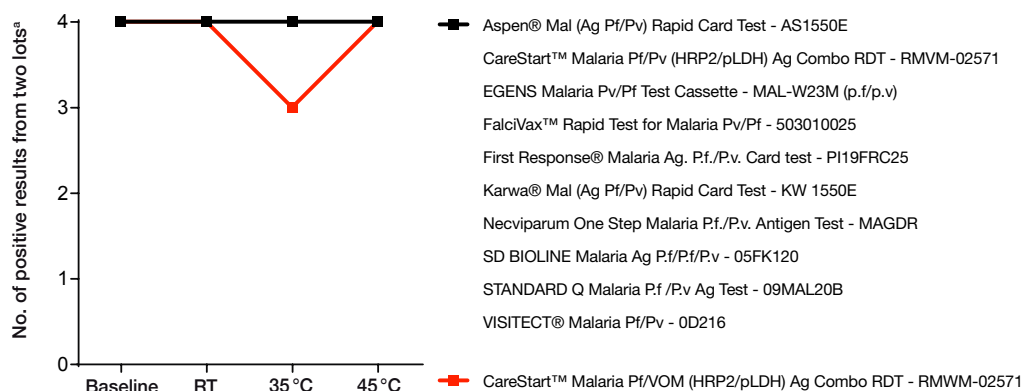 No. of positive results from two lotsª
4
3
2
1
0
Baseline
RT
35 °C
45 °C
Aspen® Mal (Ag Pf/Pv) Rapid Card Test - AS1550E
CareStart™ Malaria Pf/Pv (HRP2/pLDH) Ag Combo RDT - RMVM-02571
EGENS Malaria Pv/Pf Test Cassette - MAL-W23M (p.f/p.v)
FalciVax™ Rapid Test for Malaria Pv/Pf - 503010025
First Response® Malaria Ag. P.f./P.v. Card test - PI19FRC25
Karwa® Mal (Ag Pf/Pv) Rapid Card Test - KW 1550E
Necviparum One Step Malaria P.f./P.v. Antigen Test - MAGDR
SD BIOLINE Malaria Ag P.f/P.f/P.v - 05FK120
STANDARD Q Malaria P.f /P.v Ag Test - 09MAL20B
VISITECT® Malaria Pf/Pv - 0D216
CareStart™ Malaria Pf/VOM (HRP2/pLDH) Ag Combo RDT - RMWM-02571